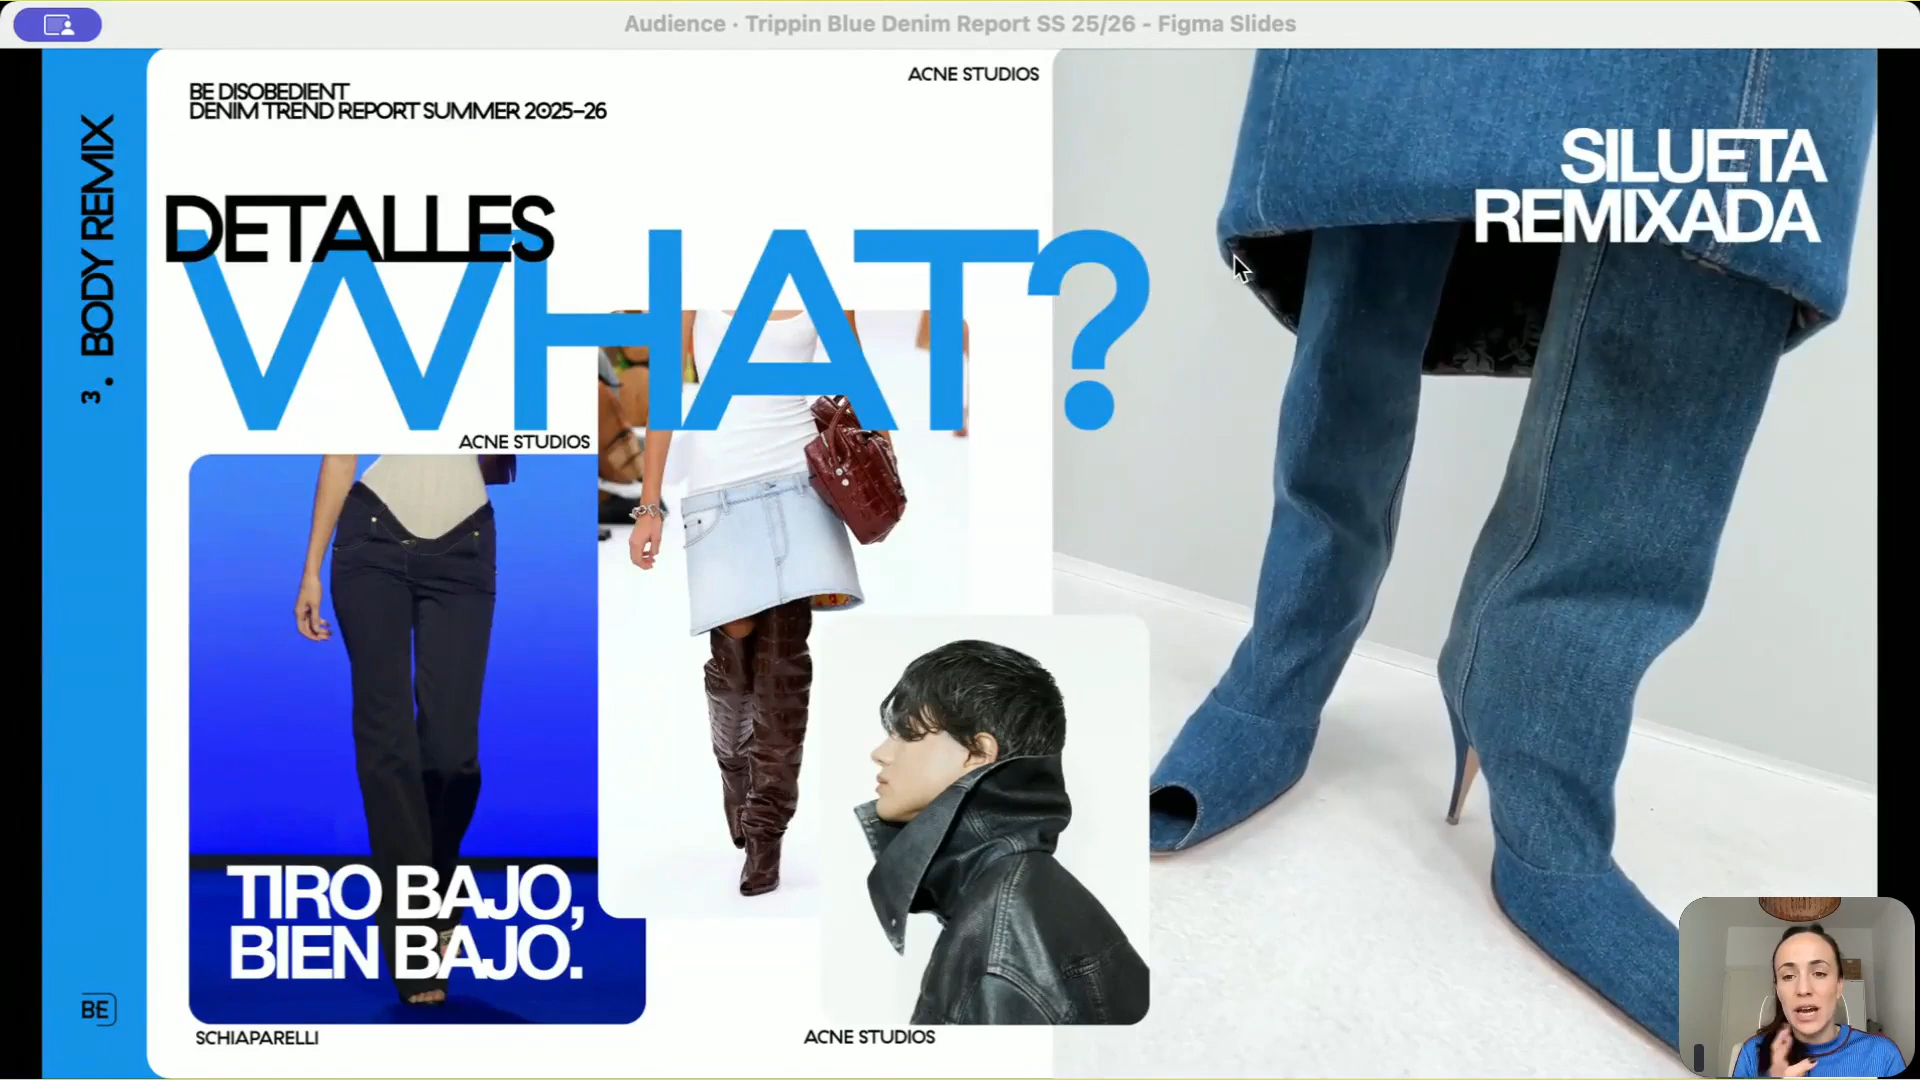 Audience · Trippin Blue Denim Report SS 25/26 - Figma Slides
BE DISOBEDIENT
DENIM TREND REPORT SUMMER 2025-26
ACNE STUDIOS
3. BODY REMIX
DETALLES
WHAT?
SILUETA
REMIXADA
ACNE STUDIOS
TIRO BAJO,
BIEN BAJO.
BE
SCHIAPARELLI
ACNE STUDIOS